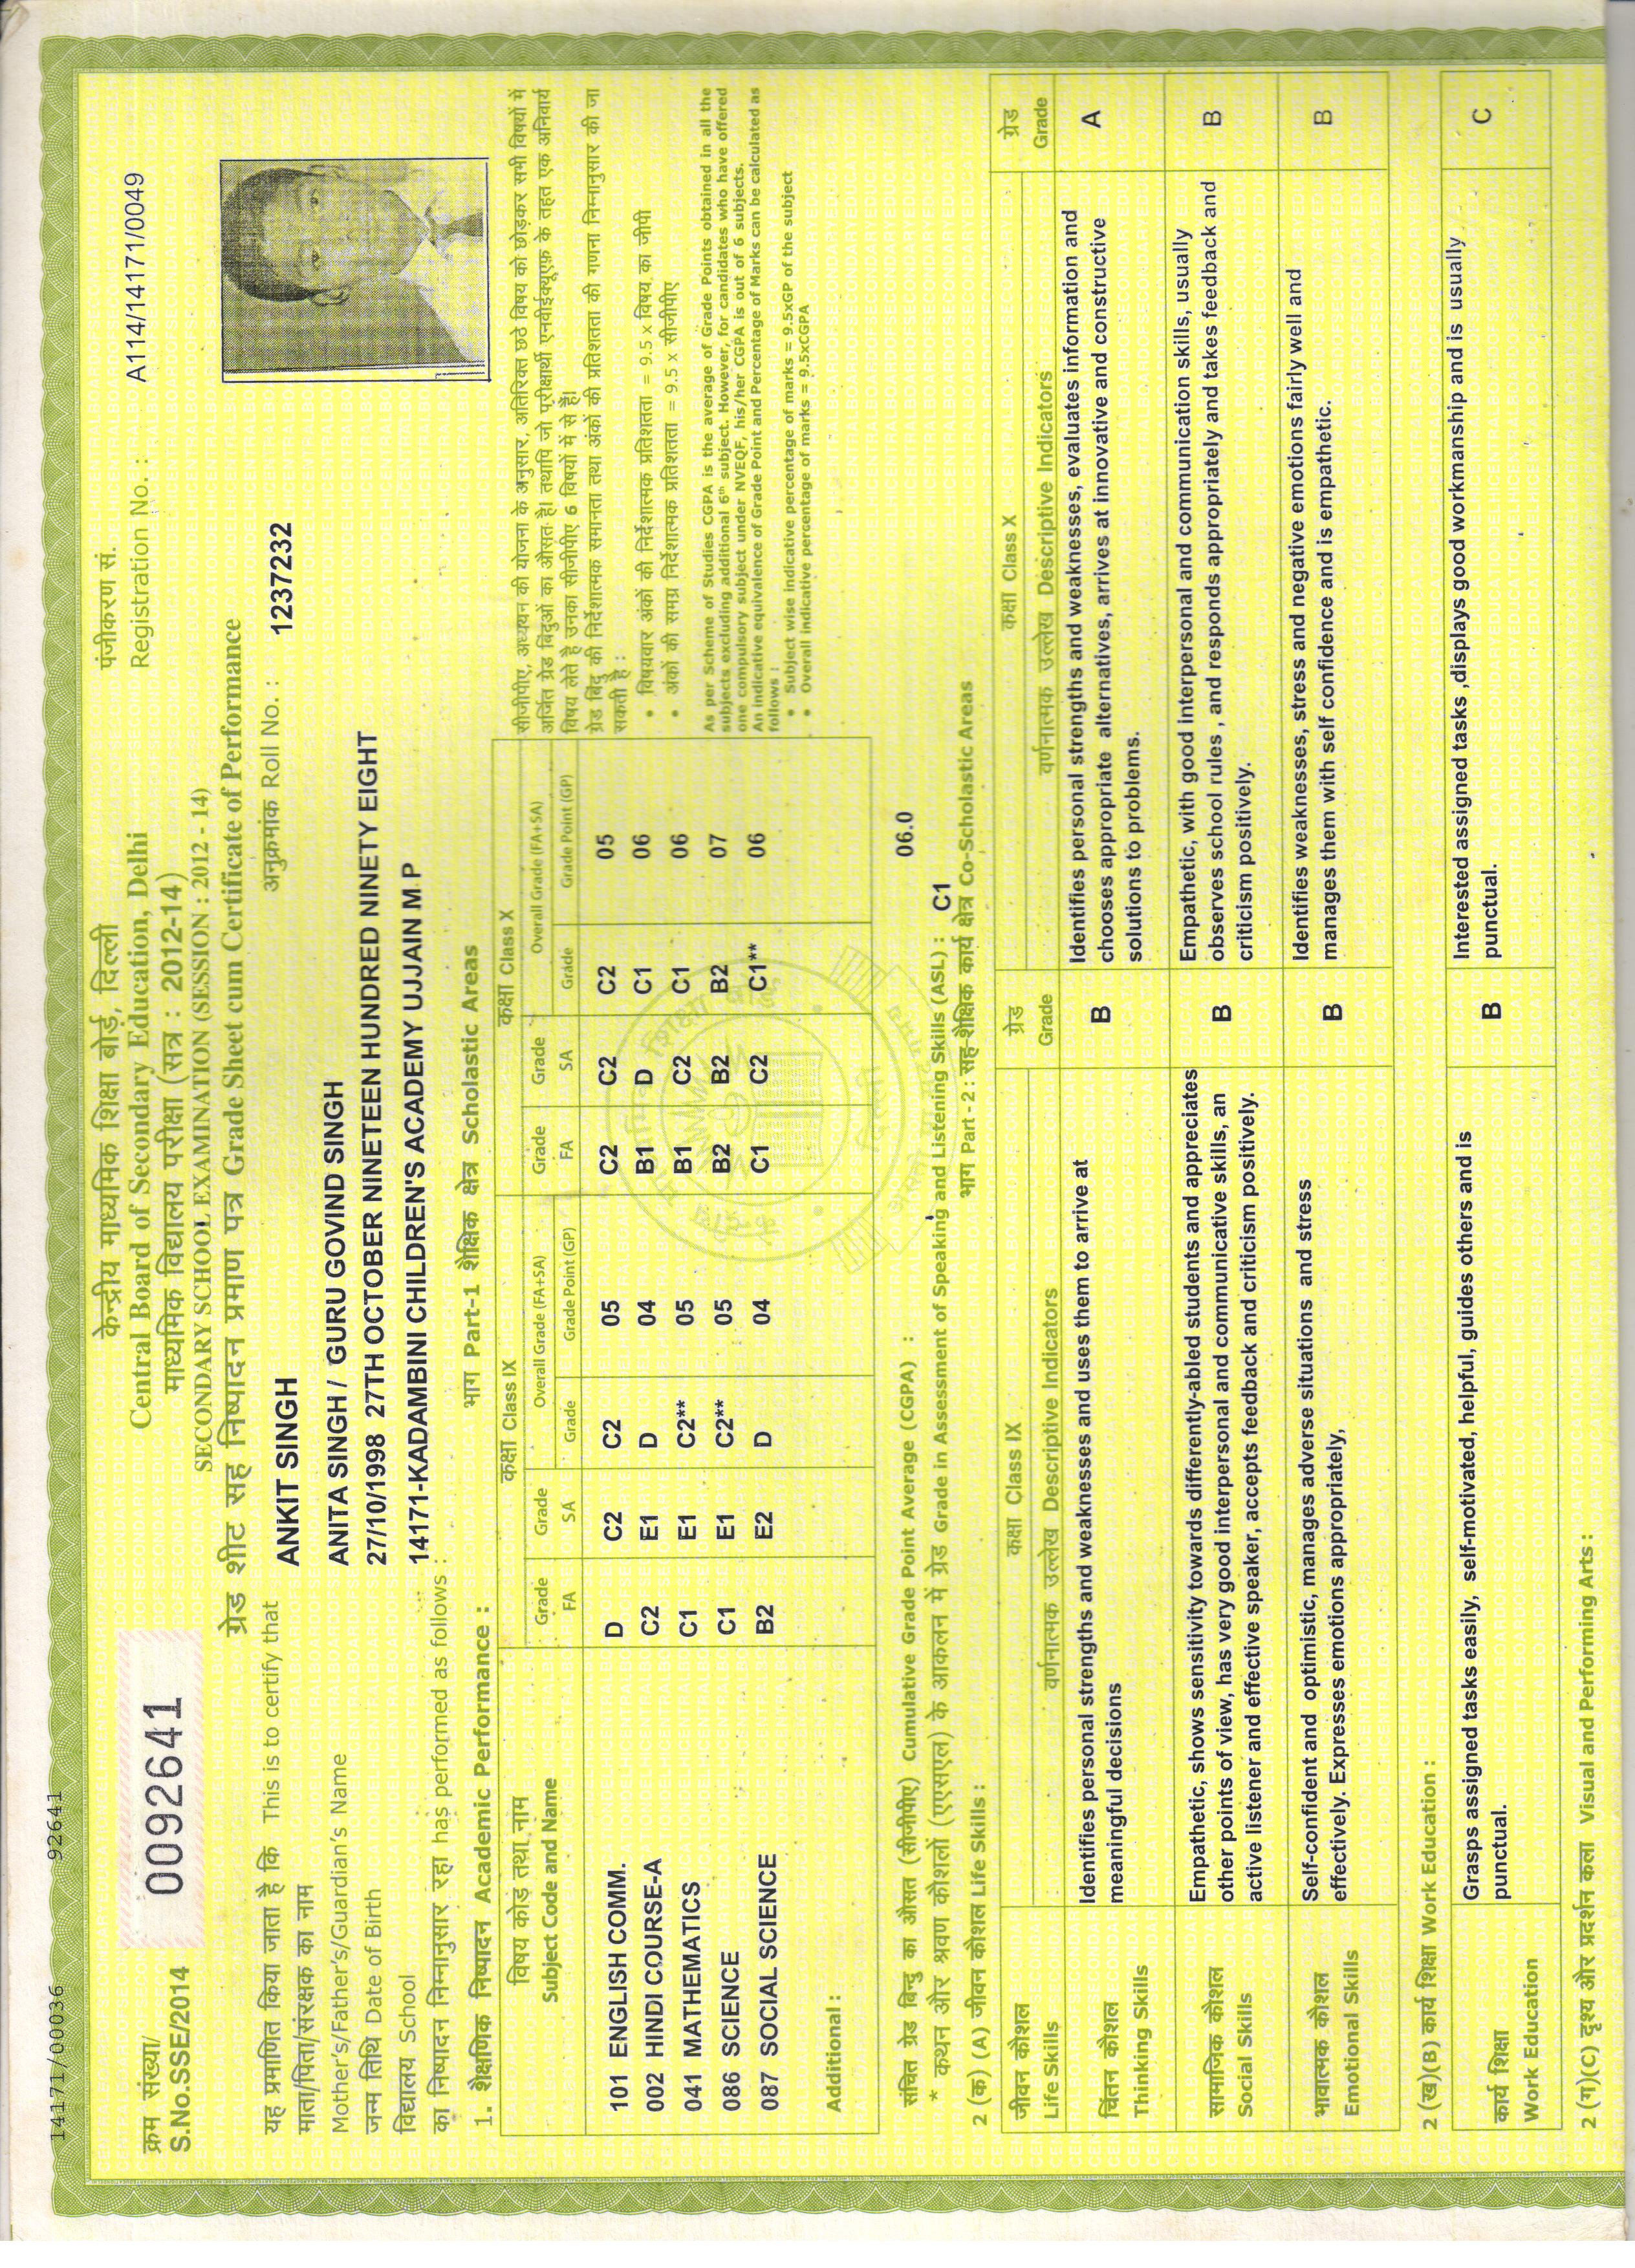 14171/00036 92641
क्रम संख्या/
S.No.SSE/2014 0092641
केन्द्रीय माध्यमिक शिक्षा बोर्ड, दिल्ली
Central Board of Secondary Education, Delhi
माध्यमिक विद्यालय परीक्षा (सत्र : 2012-14)
SECONDARY SCHOOL EXAMINATION (SESSION : 2012 - 14)
ग्रेड शीट सह निष्पादन प्रमाण पत्र Grade Sheet cum Certificate of Performance
पंजीकरण सं.
Registration No. : A114/14171/0049
यह प्रमाणित किया जाता है कि This is to certify that ANKIT SINGH अनुक्रमांक Roll No. : 1237232
माता/पिता/संरक्षक का नाम
Mother's/Father's/Guardian's Name ANITA SINGH / GURU GOVIND SINGH
जन्म तिथि Date of Birth 27/10/1998 27TH OCTOBER NINETEEN HUNDRED NINETY EIGHT
विद्यालय School 14171-KADAMBINI CHILDREN'S ACADEMY UJJAIN M P
का निष्पादन निम्नानुसार रहा has performed as follows :
भाग Part-1 शैक्षिक क्षेत्र Scholastic Areas
1. शैक्षणिक निष्पादन Academic Performance :
विषय कोड तथा नाम
Subject Code and Name
कक्षा Class IX कक्षा Class X
Grade FA Grade SA Overall Grade (FA+SA) Grade FA Grade SA Overall Grade (FA+SA)
Grade Grade Point (GP) Grade Grade Point (GP)
101 ENGLISH COMM. D C2 C2 05 C2 C2 C2 05
002 HINDI COURSE-A C2 E1 D 04 B1 D C1 06
041 MATHEMATICS C1 E1 C2** 05 B1 C2 C1 06
086 SCIENCE C1 E1 C2** 05 B2 B2 B2 07
087 SOCIAL SCIENCE B2 E2 D 04 C1 C2 C1** 06
Additional :
सीजीपीए, अध्ययन की योजना के अनुसार, अतिरिक्त छठे विषय को छोड़कर सभी विषयों में
अर्जित ग्रेड बिंदुओं का औसत है। तथापि जो परीक्षार्थी एनवीईक्यूएफ के तहत एक अनिवार्य
विषय लेते है उनका सीजीपीए 6 विषयों में से है।
ग्रेड बिंदु की निर्देशात्मक समानता तथा अंकों की प्रतिशतता की गणना निम्नानुसार की जा
सकती है :
• विषयवार अंकों की निर्देशात्मक प्रतिशतता = 9.5 x विषय का जीपी
• अंकों की समग्र निर्देशात्मक प्रतिशतता = 9.5 x सीजीपीए
As per Scheme of Studies CGPA is the average of Grade Points obtained in all the
subjects excluding additional 6th subject. However, for candidates who have offered
one compulsory subject under NVEQF, his/her CGPA is out of 6 subjects.
An indicative equivalence of Grade Point and Percentage of Marks can be calculated as
follows :
• Subject wise indicative percentage of marks = 9.5xGP of the subject
• Overall indicative percentage of marks = 9.5xCGPA
संचित ग्रेड बिन्दु का औसत (सीजीपीए) Cumulative Grade Point Average (CGPA) : 06.0
* कथन और श्रवण कौशलों (एएसएल) के आकलन में ग्रेड Grade in Assessment of Speaking and Listening Skills (ASL) : C1
भाग Part - 2 : सह-शैक्षिक कार्य क्षेत्र Co-Scholastic Areas
2 (क) (A) जीवन कौशल Life Skills :
जीवन कौशल
Life Skills
कक्षा Class IX ग्रेड Grade कक्षा Class X ग्रेड Grade
वर्णनात्मक उल्लेख Descriptive Indicators वर्णनात्मक उल्लेख Descriptive Indicators
चिंतन कौशल
Thinking Skills
Identifies personal strengths and weaknesses and uses them to arrive at
meaningful decisions
B
Identifies personal strengths and weaknesses, evaluates information and
chooses appropriate alternatives, arrives at innovative and constructive
solutions to problems.
A
सामाजिक कौशल
Social Skills
Empathetic, shows sensitivity towards differently-abled students and appreciates
other points of view, has very good interpersonal and communicative skills, an
active listener and effective speaker, accepts feedback and criticism positively.
B
Empathetic, with good interpersonal and communication skills, usually
observes school rules , and responds appropriately and takes feedback and
criticism positively.
B
भावात्मक कौशल
Emotional Skills
Self-confident and optimistic, manages adverse situations and stress
effectively. Expresses emotions appropriately,
B
Identifies weaknesses, stress and negative emotions fairly well and
manages them with self confidence and is empathetic.
B
2 (ख)(B) कार्य शिक्षा Work Education :
कार्य शिक्षा
Work Education
Grasps assigned tasks easily, self-motivated, helpful, guides others and is
punctual.
B
Interested assigned tasks ,displays good workmanship and is usually
punctual.
C
2 (ग)(C) दृश्य और प्रदर्शन कला Visual and Performing Arts :